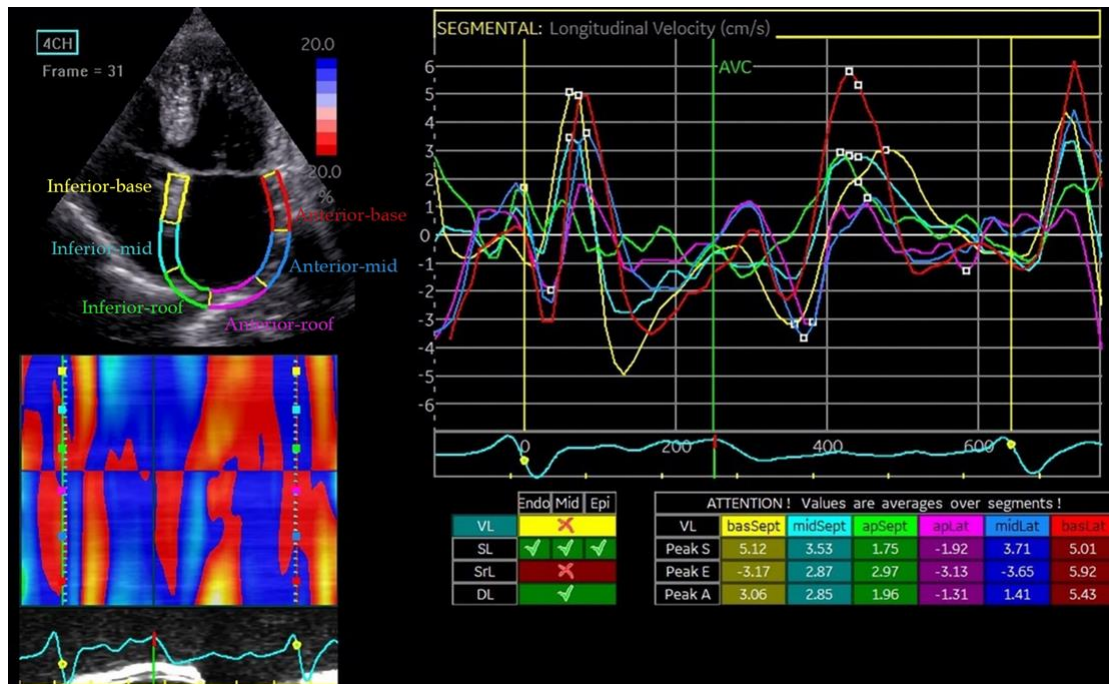 4CH
Frame = 31
20.0
-20.0
%
Inferior-base
Anterior-base
Inferior-mid
Anterior-mid
Inferior-roof
Anterior-roof
SEGMENTAL: Longitudinal Velocity (cm/s)
AVC
6
5
4
3
2
1
0
-1
-2
-3
-4
-5
-6
0 200 400 600
Endo Mid Epi
VL
SL
SrL
DL
ATTENTION ! Values are averages over segments !
VL basSept midSept apSept apLat midLat basLat
Peak S 5.12 3.53 1.75 -1.92 3.71 5.01
Peak E -3.17 2.87 2.97 -3.13 -3.65 5.92
Peak A 3.06 2.85 1.96 -1.31 1.41 5.43